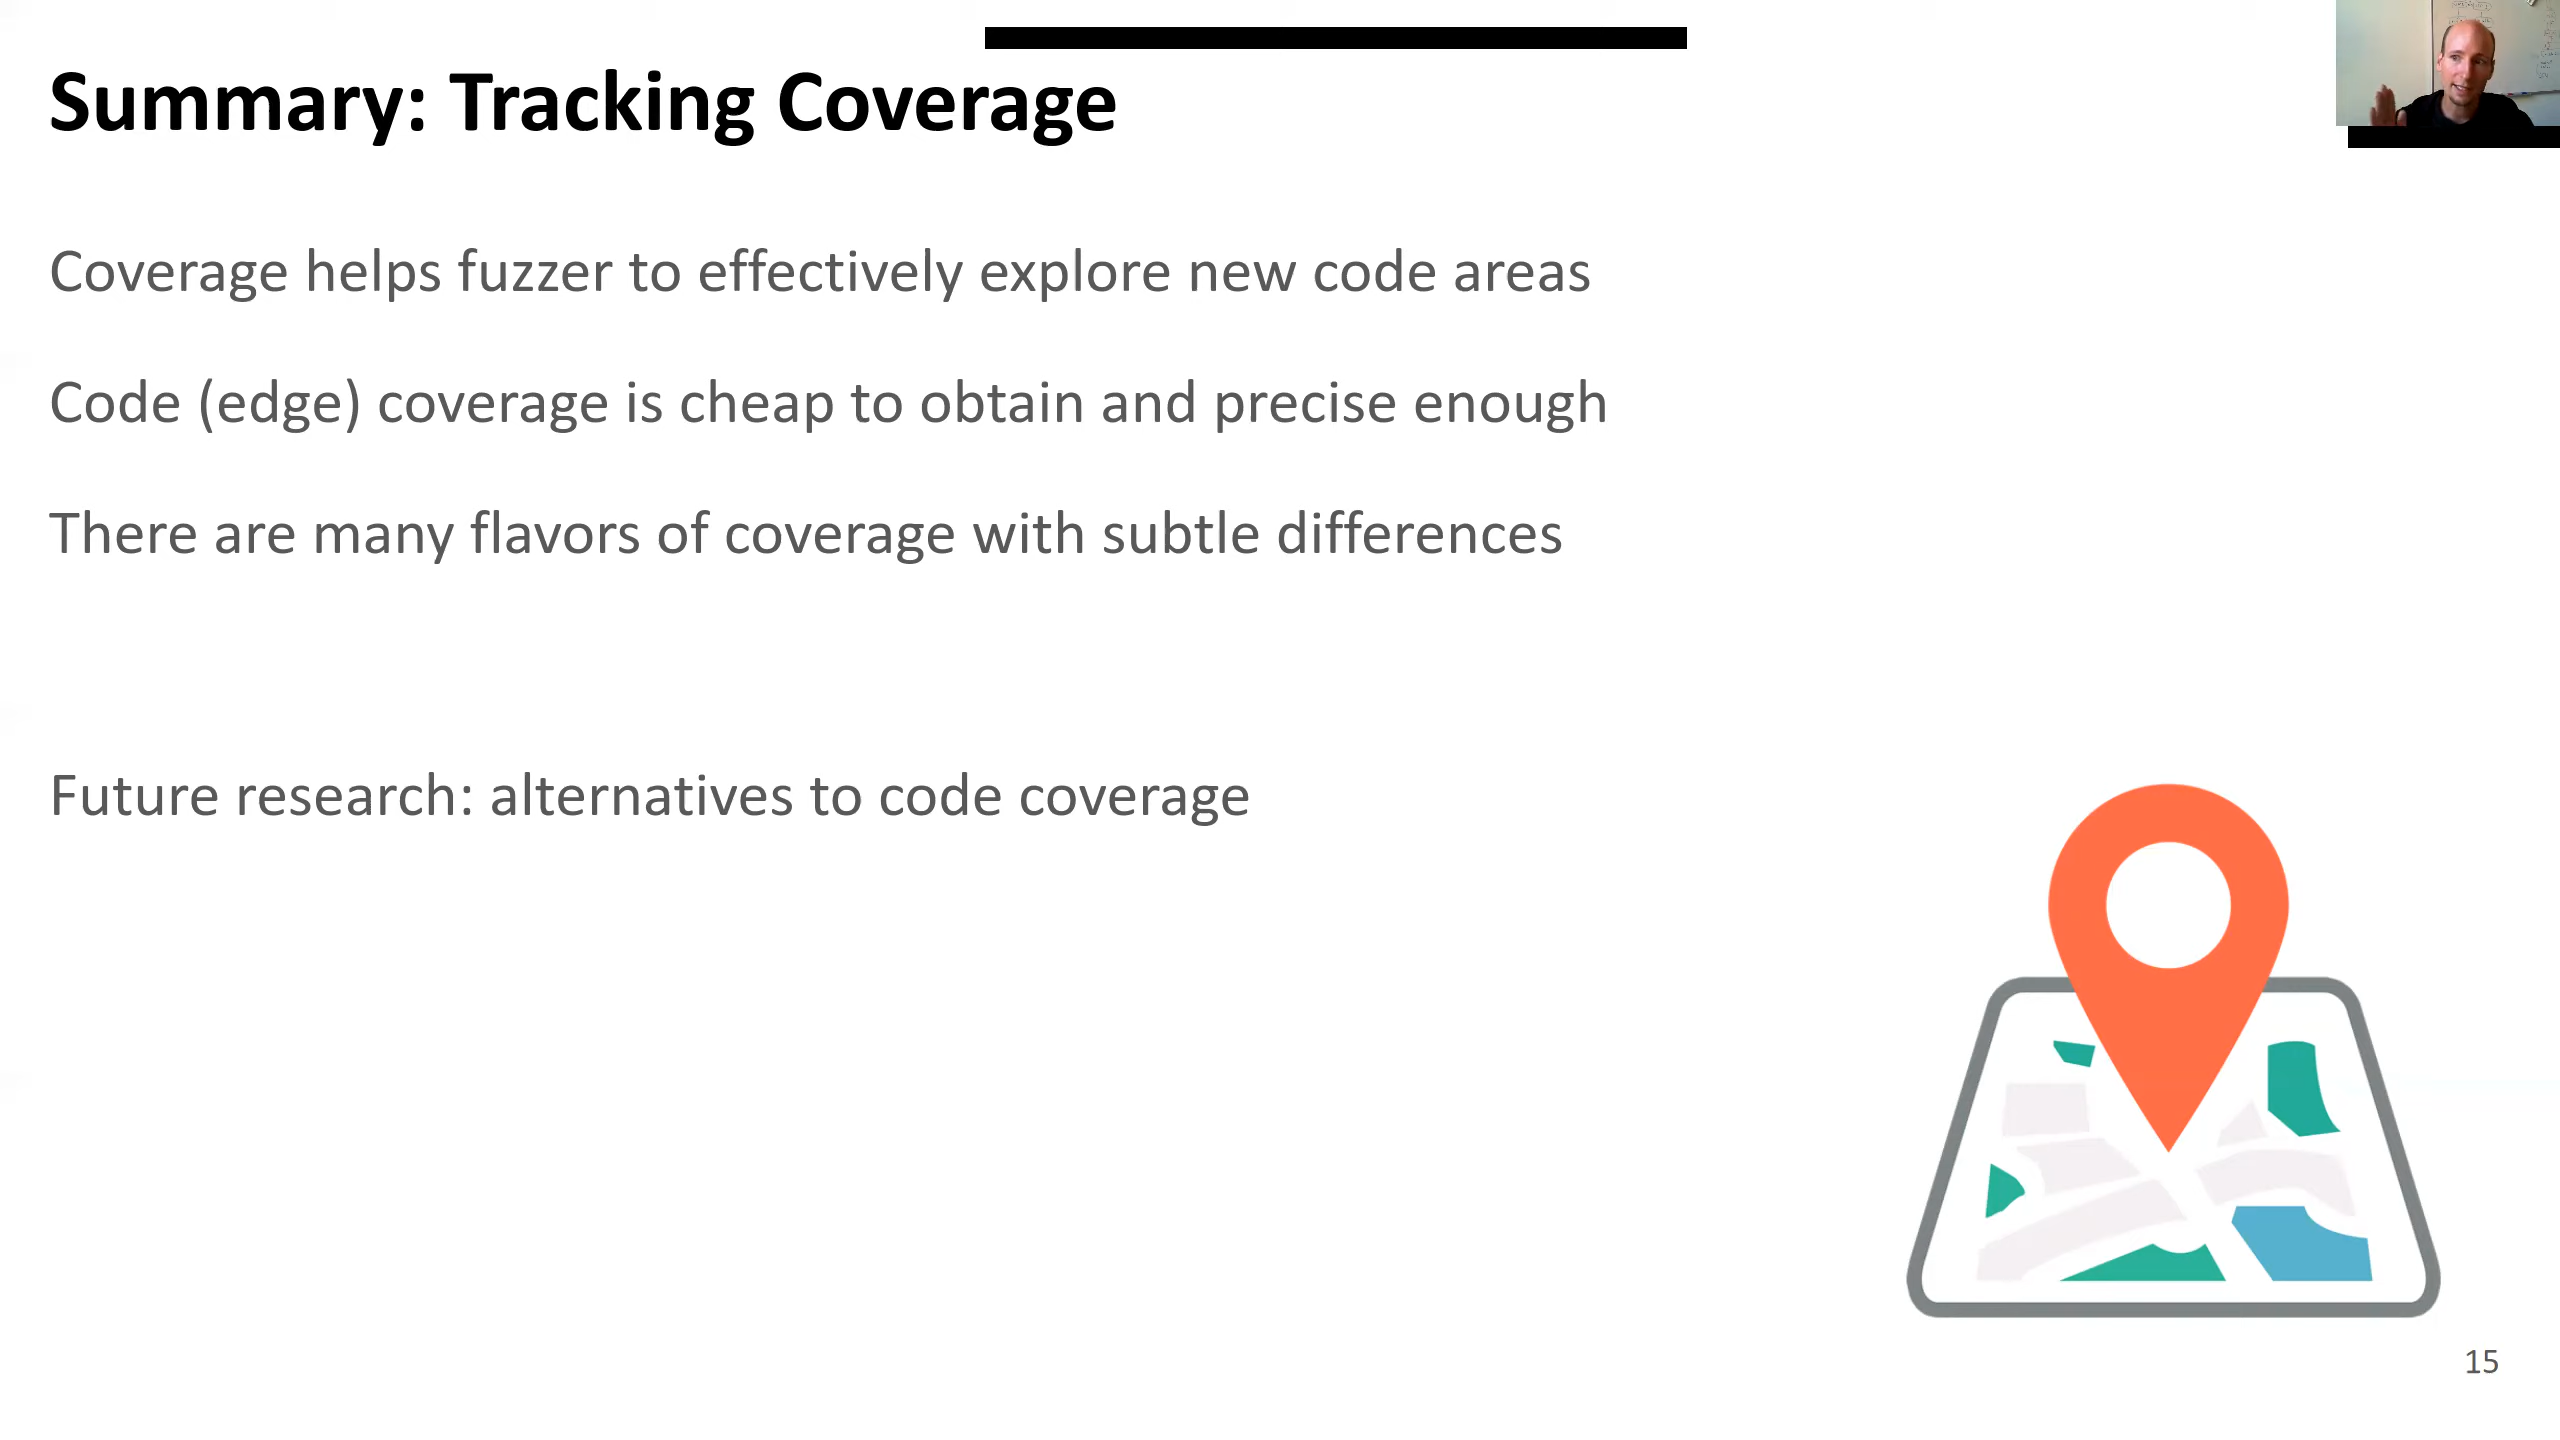 Summary: Tracking Coverage
Coverage helps fuzzer to effectively explore new code areas
Code (edge) coverage is cheap to obtain and precise enough
There are many flavors of coverage with subtle differences
Future research: alternatives to code coverage
15